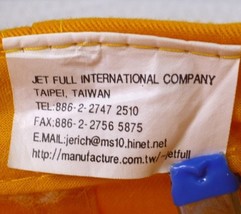 JET FULL INTERNATIONAL COMPANY
TAIPEI, TAIWAN
TEL:886-2-2747 2510
FAX:886-2-2756 5875
E.MAIL:jerich@ms10.hinet.net
http://manufacture.com.tw/~jetfull